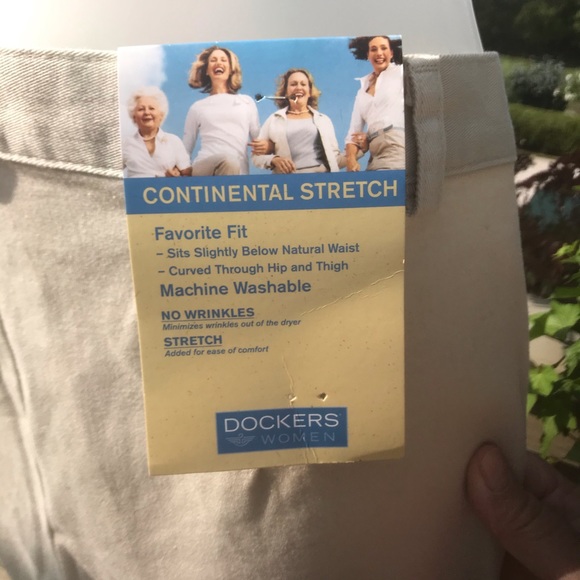 CONTINENTAL STRETCH
Favorite Fit
– Sits Slightly Below Natural Waist
– Curved Through Hip and Thigh
Machine Washable
NO WRINKLES
Minimizes wrinkles out of the dryer
STRETCH
Added for ease of comfort
DOCKERS
WOMEN